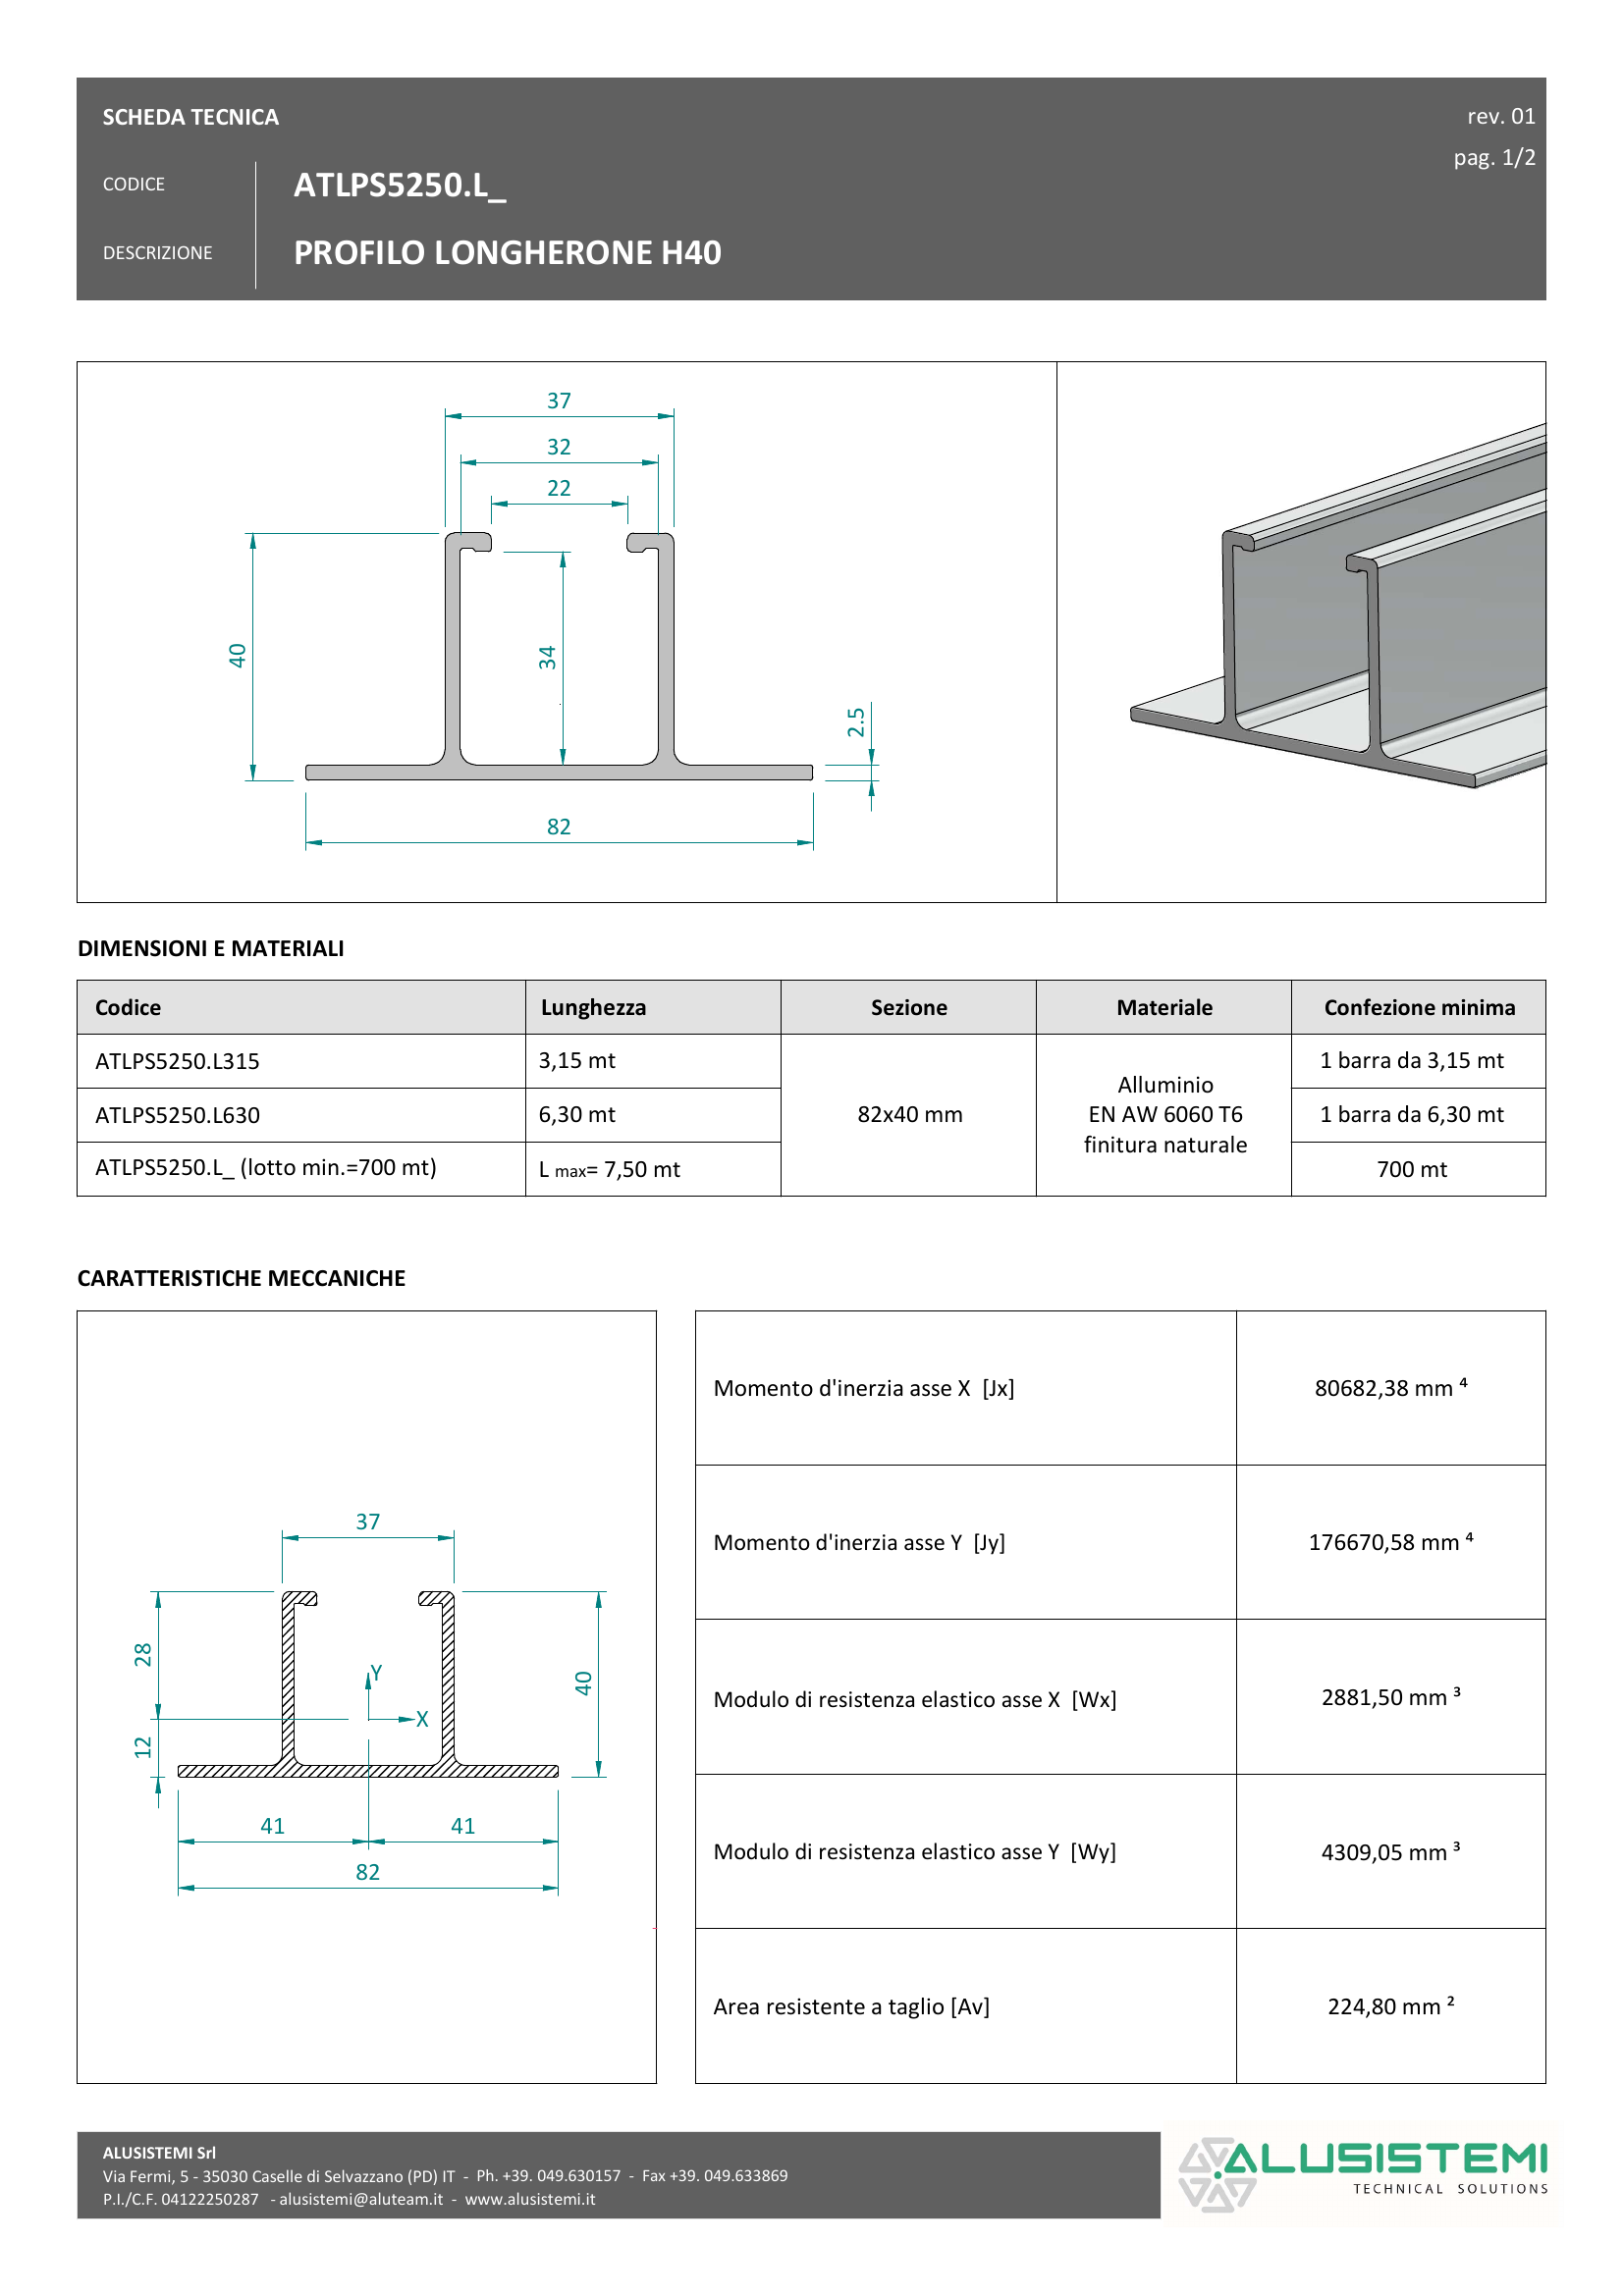 SCHEDA TECNICA
rev. 01
pag. 1/2
CODICE
ATLPS5250.L_
DESCRIZIONE
PROFILO LONGHERONE H40
37
32
22
40
34
2.5
82
DIMENSIONI E MATERIALI
Codice Lunghezza Sezione Materiale Confezione minima
ATLPS5250.L315 3,15 mt 1 barra da 3,15 mt
ATLPS5250.L630 6,30 mt 82x40 mm Alluminio
EN AW 6060 T6
finitura naturale 1 barra da 6,30 mt
ATLPS5250.L_ (lotto min.=700 mt) L max= 7,50 mt 700 mt
CARATTERISTICHE MECCANICHE
37
28
12
Y
X
40
41
41
82
Momento d'inerzia asse X [Jx] 80682,38 mm ⁴
Momento d'inerzia asse Y [Jy] 176670,58 mm ⁴
Modulo di resistenza elastico asse X [Wx] 2881,50 mm ³
Modulo di resistenza elastico asse Y [Wy] 4309,05 mm ³
Area resistente a taglio [Av] 224,80 mm ²
ALUSISTEMI Srl
Via Fermi, 5 - 35030 Caselle di Selvazzano (PD) IT - Ph. +39. 049.630157 - Fax +39. 049.633869
P.I./C.F. 04122250287 - alusistemi@aluteam.it - www.alusistemi.it
ALUSISTEMI
TECHNICAL SOLUTIONS